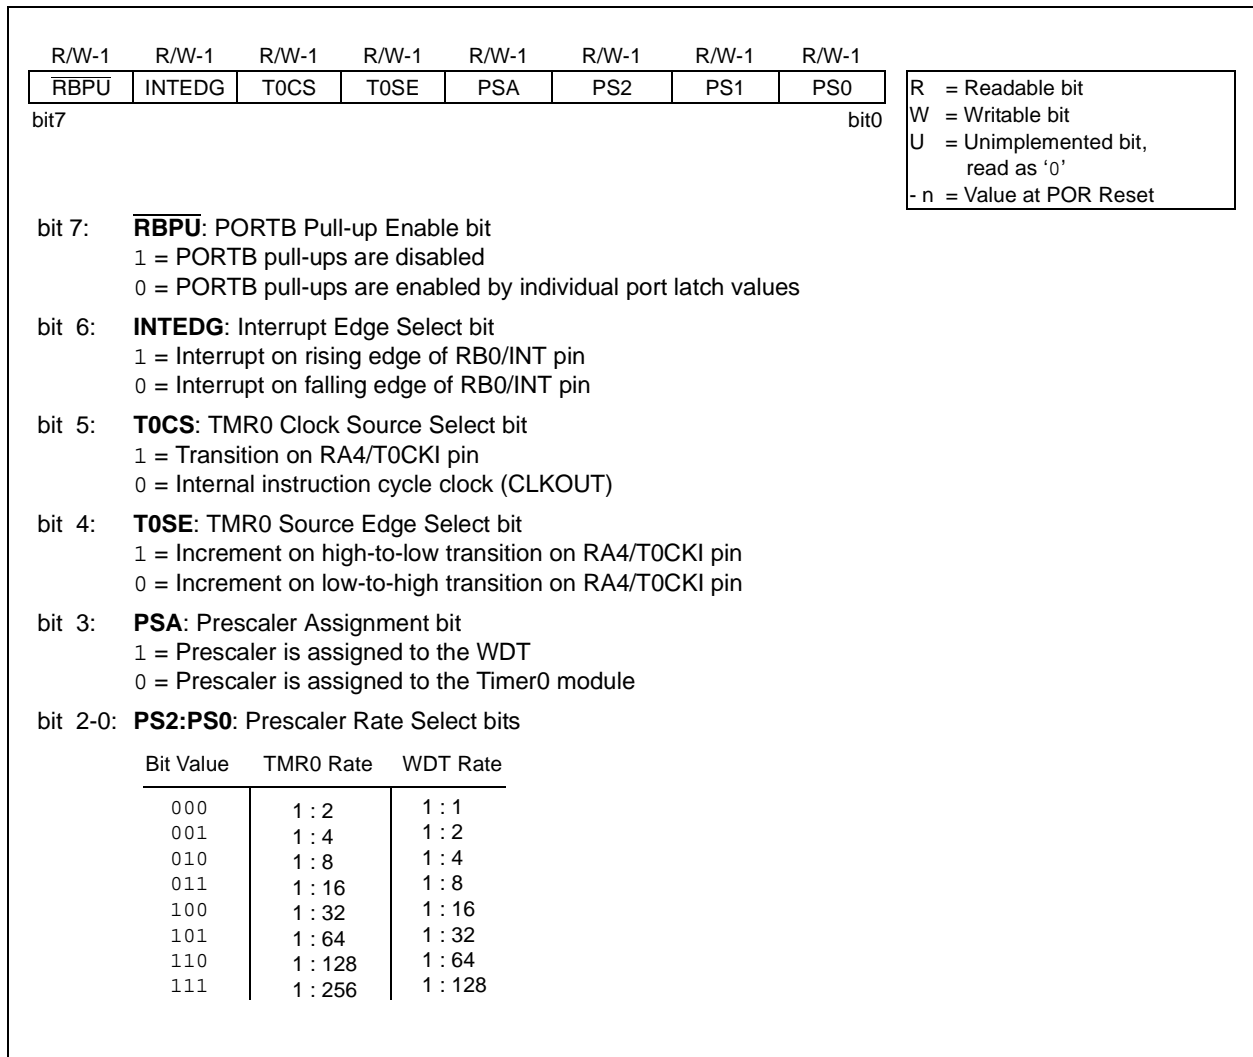 R/W-1 R/W-1 R/W-1 R/W-1 R/W-1 R/W-1 R/W-1 R/W-1
RBPU INTEDG T0CS T0SE PSA PS2 PS1 PS0
bit7 bit0
R = Readable bit
W = Writable bit
U = Unimplemented bit,
read as ‘0’
- n = Value at POR Reset
bit 7: RBPU: PORTB Pull-up Enable bit
1 = PORTB pull-ups are disabled
0 = PORTB pull-ups are enabled by individual port latch values
bit 6: INTEDG: Interrupt Edge Select bit
1 = Interrupt on rising edge of RB0/INT pin
0 = Interrupt on falling edge of RB0/INT pin
bit 5: T0CS: TMR0 Clock Source Select bit
1 = Transition on RA4/T0CKI pin
0 = Internal instruction cycle clock (CLKOUT)
bit 4: T0SE: TMR0 Source Edge Select bit
1 = Increment on high-to-low transition on RA4/T0CKI pin
0 = Increment on low-to-high transition on RA4/T0CKI pin
bit 3: PSA: Prescaler Assignment bit
1 = Prescaler is assigned to the WDT
0 = Prescaler is assigned to the Timer0 module
bit 2-0: PS2:PS0: Prescaler Rate Select bits
Bit Value TMR0 Rate WDT Rate
000 1 : 2 1 : 1
001 1 : 4 1 : 2
010 1 : 8 1 : 4
011 1 : 16 1 : 8
100 1 : 32 1 : 16
101 1 : 64 1 : 32
110 1 : 128 1 : 64
111 1 : 256 1 : 128